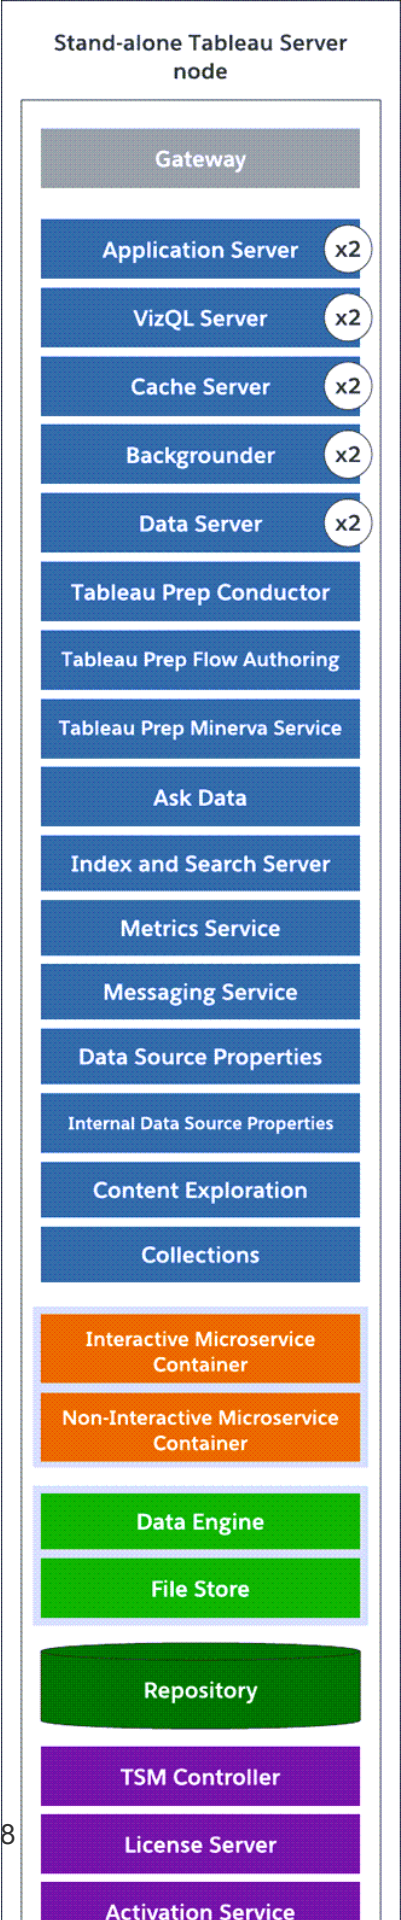 Stand-alone Tableau Server
node
Gateway
Application Server x2
VizQL Server x2
Cache Server x2
Backgrounder x2
Data Server x2
Tableau Prep Conductor
Tableau Prep Flow Authoring
Tableau Prep Minerva Service
Ask Data
Index and Search Server
Metrics Service
Messaging Service
Data Source Properties
Internal Data Source Properties
Content Exploration
Collections
Interactive Microservice
Container
Non-Interactive Microservice
Container
Data Engine
File Store
Repository
TSM Controller
8
License Server
Activation Service